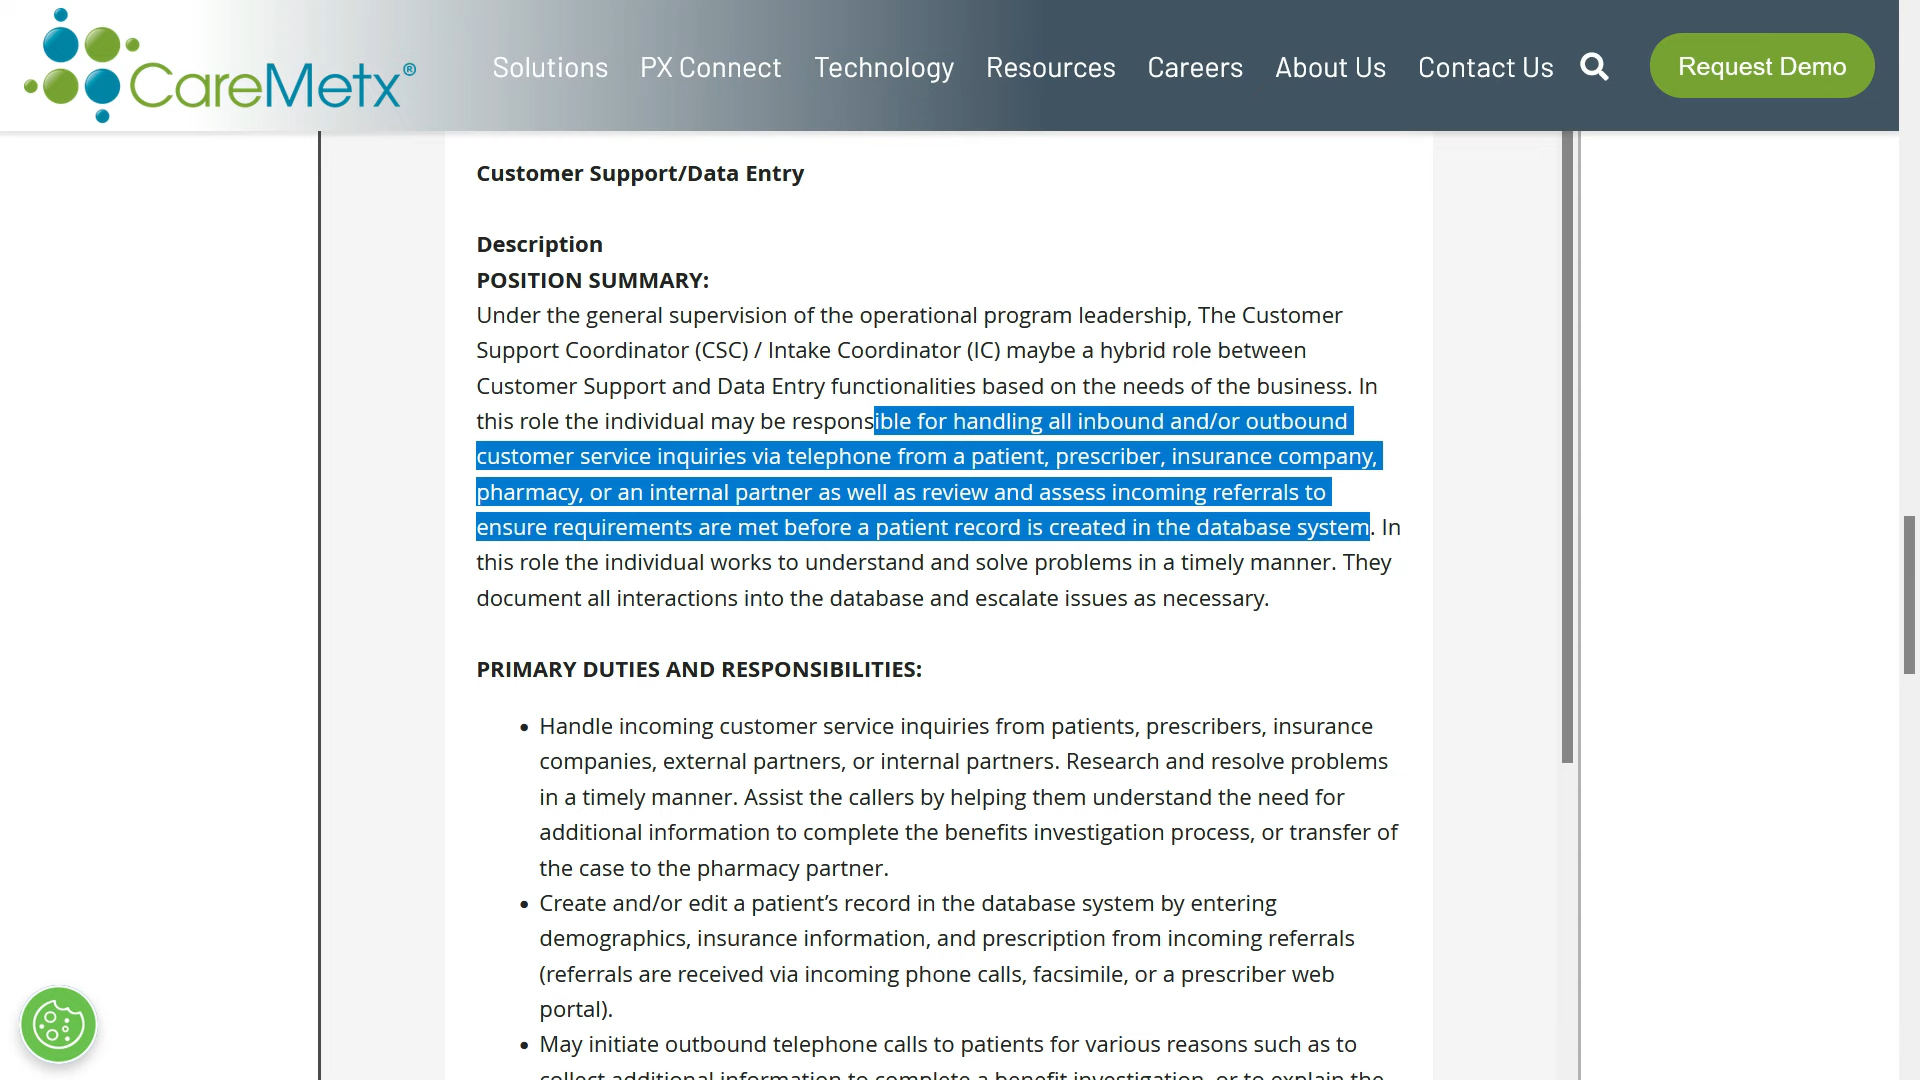 CareMetx®
Solutions PX Connect Technology Resources Careers About Us Contact Us Request Demo
Customer Support/Data Entry
Description
POSITION SUMMARY:
Under the general supervision of the operational program leadership, The Customer
Support Coordinator (CSC) / Intake Coordinator (IC) maybe a hybrid role between
Customer Support and Data Entry functionalities based on the needs of the business. In
this role the individual may be responsible for handling all inbound and/or outbound
customer service inquiries via telephone from a patient, prescriber, insurance company,
pharmacy, or an internal partner as well as review and assess incoming referrals to
ensure requirements are met before a patient record is created in the database system. In
this role the individual works to understand and solve problems in a timely manner. They
document all interactions into the database and escalate issues as necessary.
PRIMARY DUTIES AND RESPONSIBILITIES:
• Handle incoming customer service inquiries from patients, prescribers, insurance
companies, external partners, or internal partners. Research and resolve problems
in a timely manner. Assist the callers by helping them understand the need for
additional information to complete the benefits investigation process, or transfer of
the case to the pharmacy partner.
• Create and/or edit a patient’s record in the database system by entering
demographics, insurance information, and prescription from incoming referrals
(referrals are received via incoming phone calls, facsimile, or a prescriber web
portal).
• May initiate outbound telephone calls to patients for various reasons such as to
collect additional information to complete a benefit investigation, or to explain the